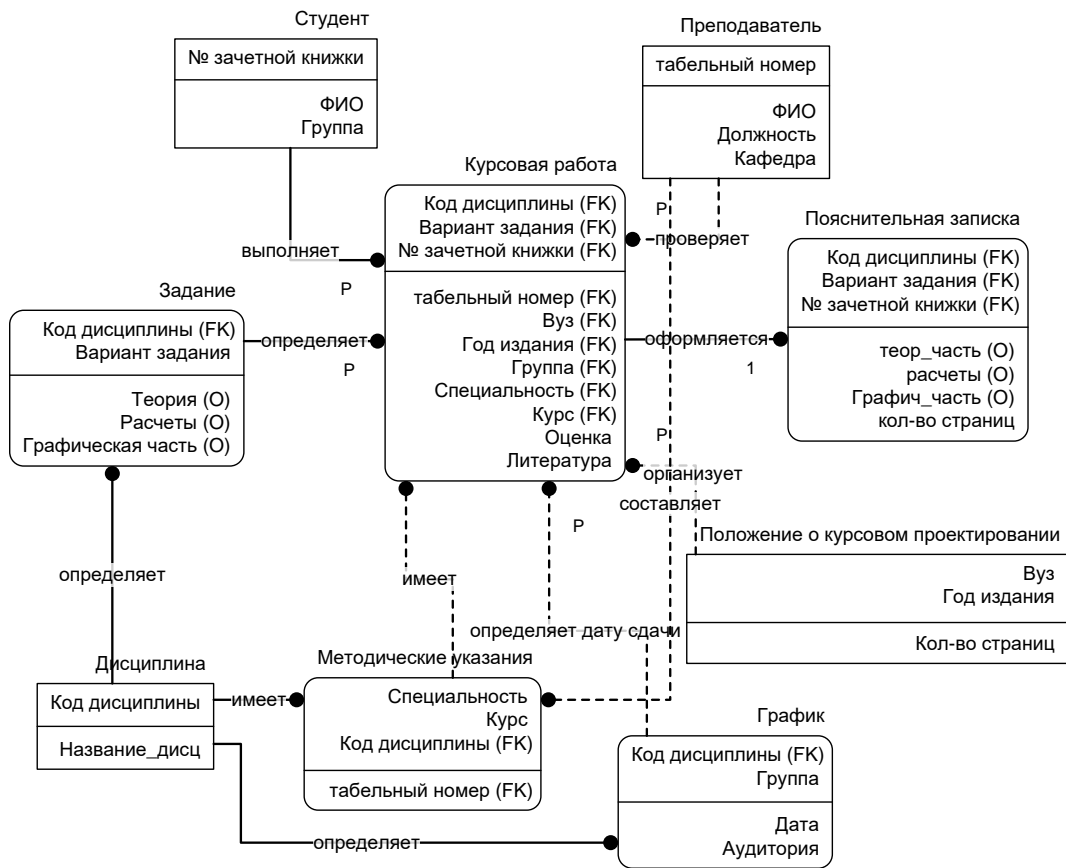 Студент
№ зачетной книжки
ФИО
Группа
Преподаватель
табельный номер
ФИО
Должность
Кафедра
Курсовая работа
Код дисциплины (FK)
Вариант задания (FK)
№ зачетной книжки (FK)
табельный номер (FK)
Вуз (FK)
Год издания (FK)
Группа (FK)
Специальность (FK)
Курс (FK)
Оценка
Литература
P
проверяет
Пояснительная записка
Код дисциплины (FK)
Вариант задания (FK)
№ зачетной книжки (FK)
теор_часть (O)
расчеты (O)
Графич_часть (O)
кол-во страниц
выполняет
P
Задание
Код дисциплины (FK)
Вариант задания
Теория (O)
Расчеты (O)
Графическая часть (O)
определяет
P
оформляется
1
P
организует
составляет
P
Положение о курсовом проектировании
Вуз
Год издания
Кол-во страниц
определяет
имеет
определяет дату сдачи
Дисциплина
Код дисциплины
Название_дисц
имеет
Методические указания
Специальность
Курс
Код дисциплины (FK)
табельный номер (FK)
График
Код дисциплины (FK)
Группа
Дата
Аудитория
определяет